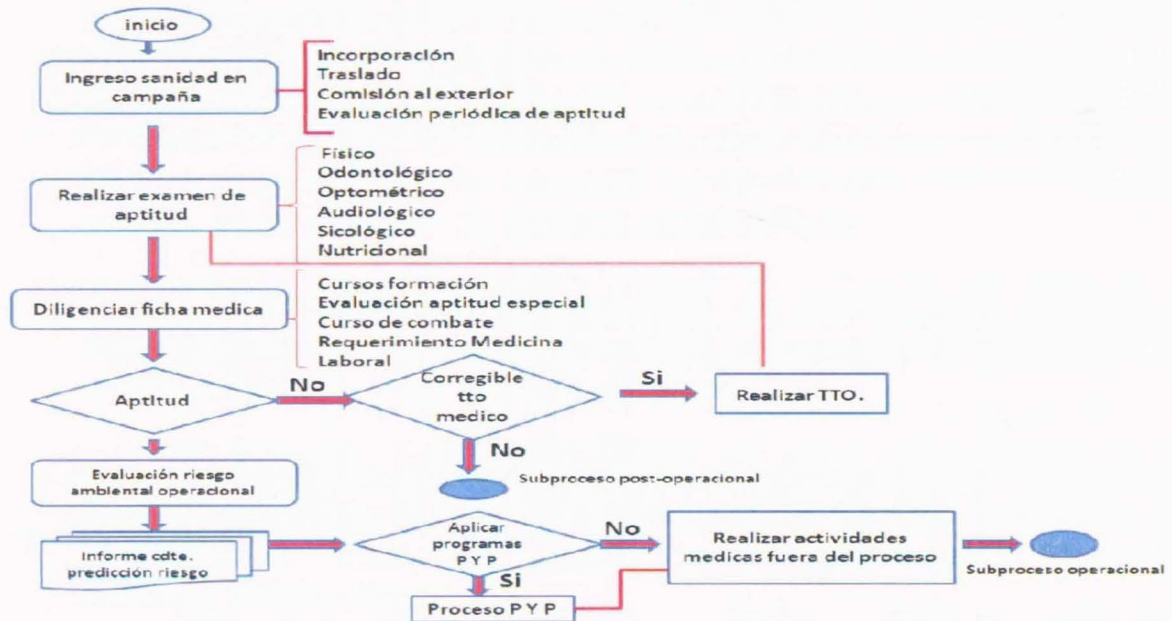 inicio
Ingreso sanidad en
campaña
Incorporación
Traslado
Comisión al exterior
Evaluación periódica de aptitud
Realizar examen de
aptitud
Físico
Odontológico
Optométrico
Audiológico
Sicológico
Nutricional
Diligenciar ficha medica
Cursos formación
Evaluación aptitud especial
Curso de combate
Requerimiento Medicina
Laboral
Aptitud
No
Corregible
tto
medico
Si
Realizar TTO.
No
Subproceso post-operacional
Evaluación riesgo
ambiental operacional
Informe cdte.
predicción riesgo
Aplicar
programas
P Y P
No
Realizar actividades
medicas fuera del proceso
Subproceso operacional
Si
Proceso P Y P